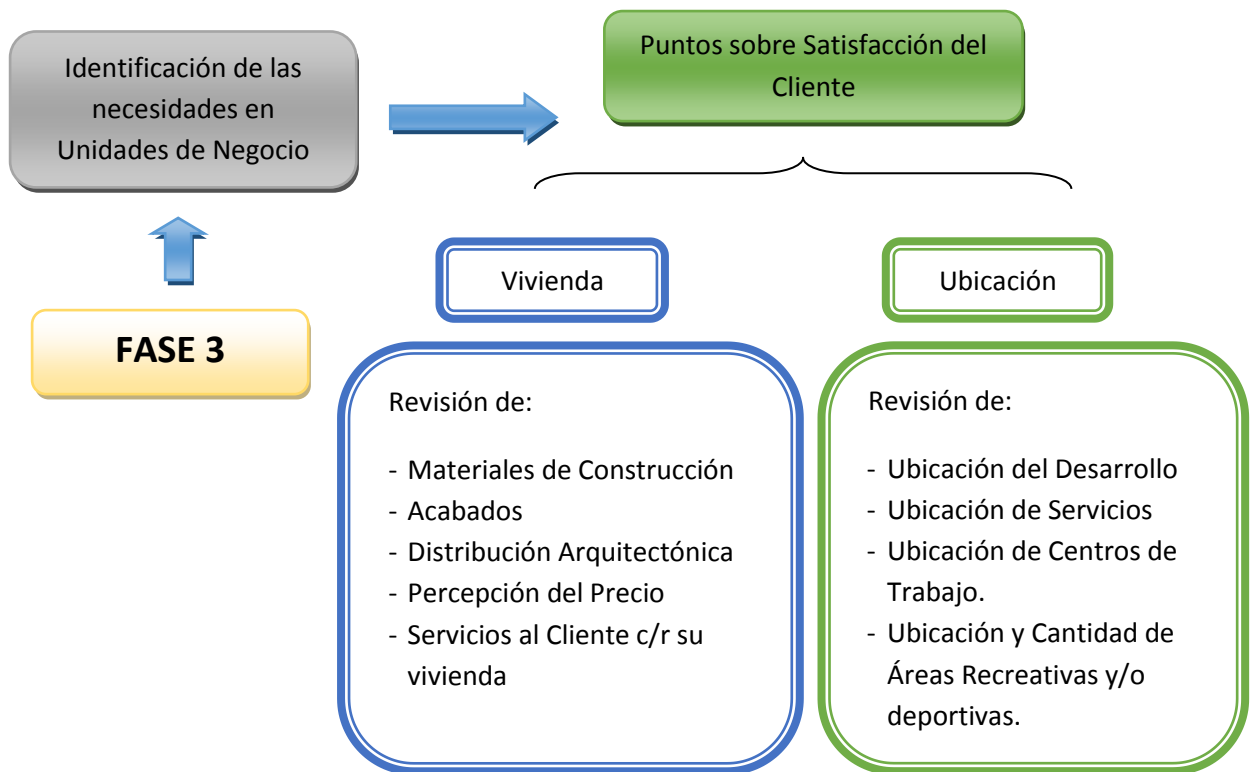 Identificación de las
necesidades en
Unidades de Negocio
Puntos sobre Satisfacción del
Cliente
FASE 3
Vivienda
Revisión de:
- Materiales de Construcción
- Acabados
- Distribución Arquitectónica
- Percepción del Precio
- Servicios al Cliente c/r su
vivienda
Ubicación
Revisión de:
- Ubicación del Desarrollo
- Ubicación de Servicios
- Ubicación de Centros de
Trabajo.
- Ubicación y Cantidad de
Áreas Recreativas y/o
deportivas.